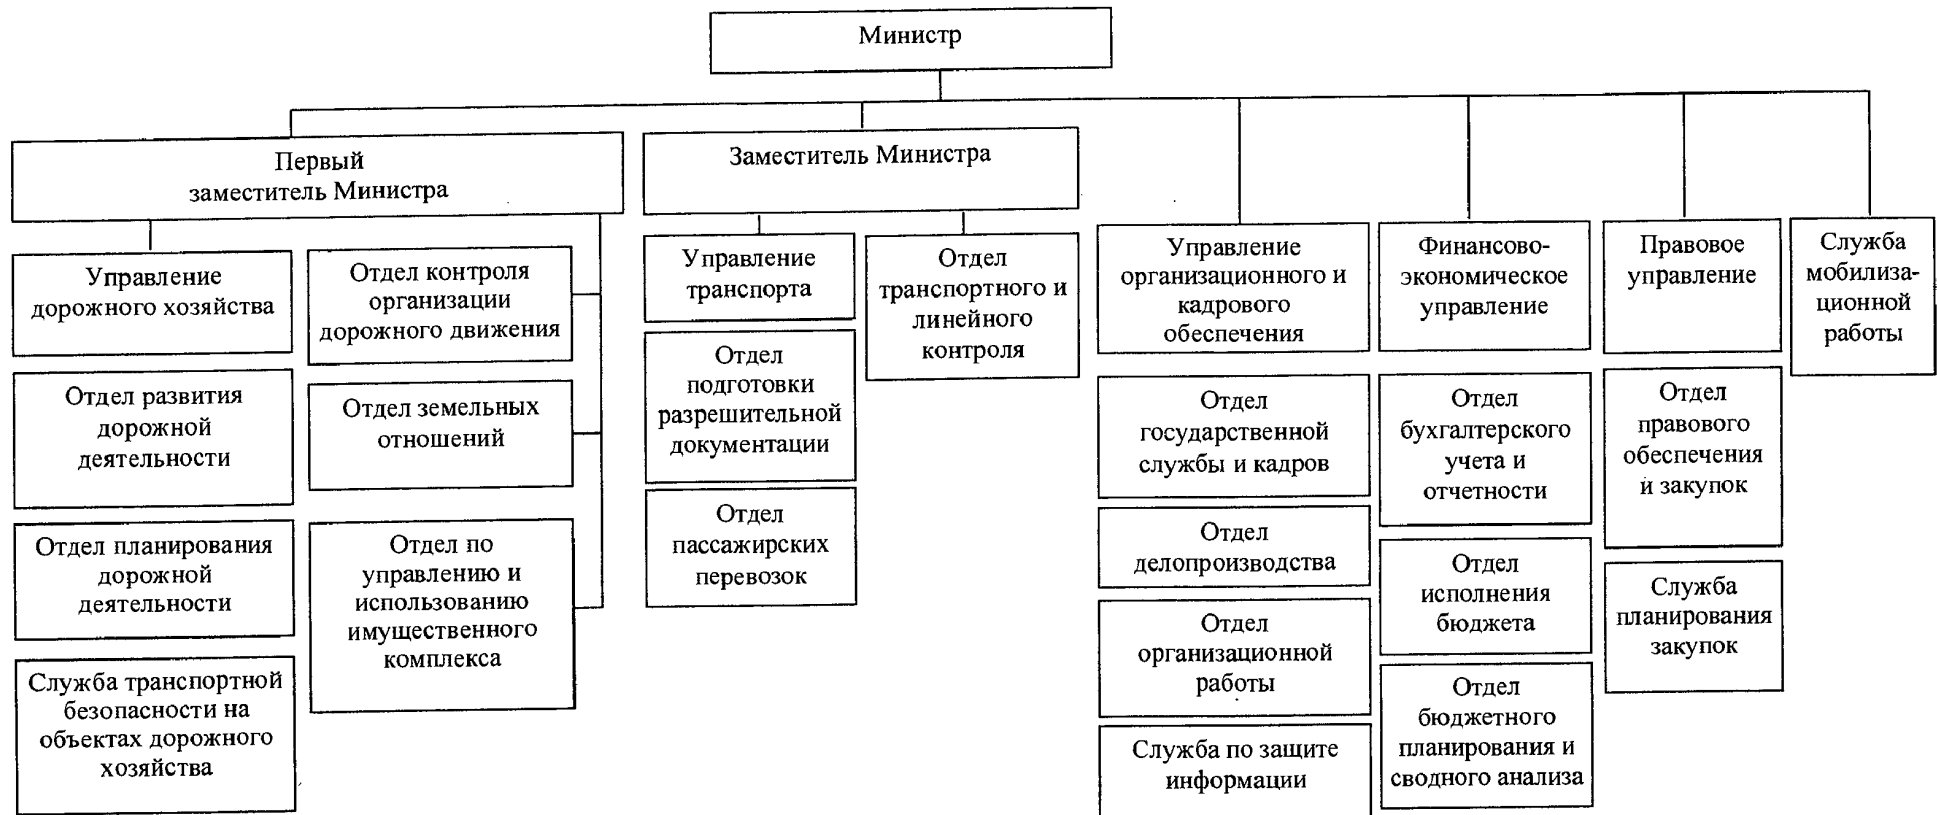 Министр
Первый
заместитель Министра
Заместитель Министра
Управление
дорожного хозяйства
Отдел развития
дорожной
деятельности
Отдел планирования
дорожной
деятельности
Служба транспортной
безопасности на
объектах дорожного
хозяйства
Отдел контроля
организации
дорожного движения
Отдел земельных
отношений
Отдел по
управлению и
использованию
имущественного
комплекса
Управление
транспорта
Отдел
подготовки
разрешительной
документации
Отдел
пассажирских
перевозок
Отдел
транспортного и
линейного
контроля
Управление
организационного и
кадрового
обеспечения
Отдел
государственной
службы и кадров
Отдел
делопроизводства
Отдел
организационной
работы
Служба по защите
информации
Финансово-
экономическое
управление
Отдел
бухгалтерского
учета и
отчетности
Отдел
исполнения
бюджета
Отдел
бюджетного
планирования и
сводного анализа
Правовое
управление
Отдел
правового
обеспечения
и закупок
Служба
планирования
закупок
Служба
мобилиза-
ционной
работы